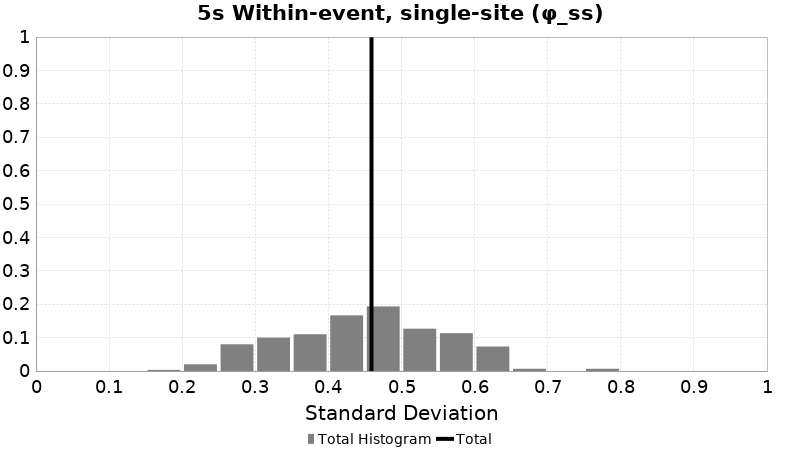 5s Within-event, single-site (φ_ss)
1
0.9
0.8
0.7
0.6
0.5
0.4
0.3
0.2
0.1
0
0 0.1 0.2 0.3 0.4 0.5 0.6 0.7 0.8 0.9 1
Standard Deviation
Total Histogram Total